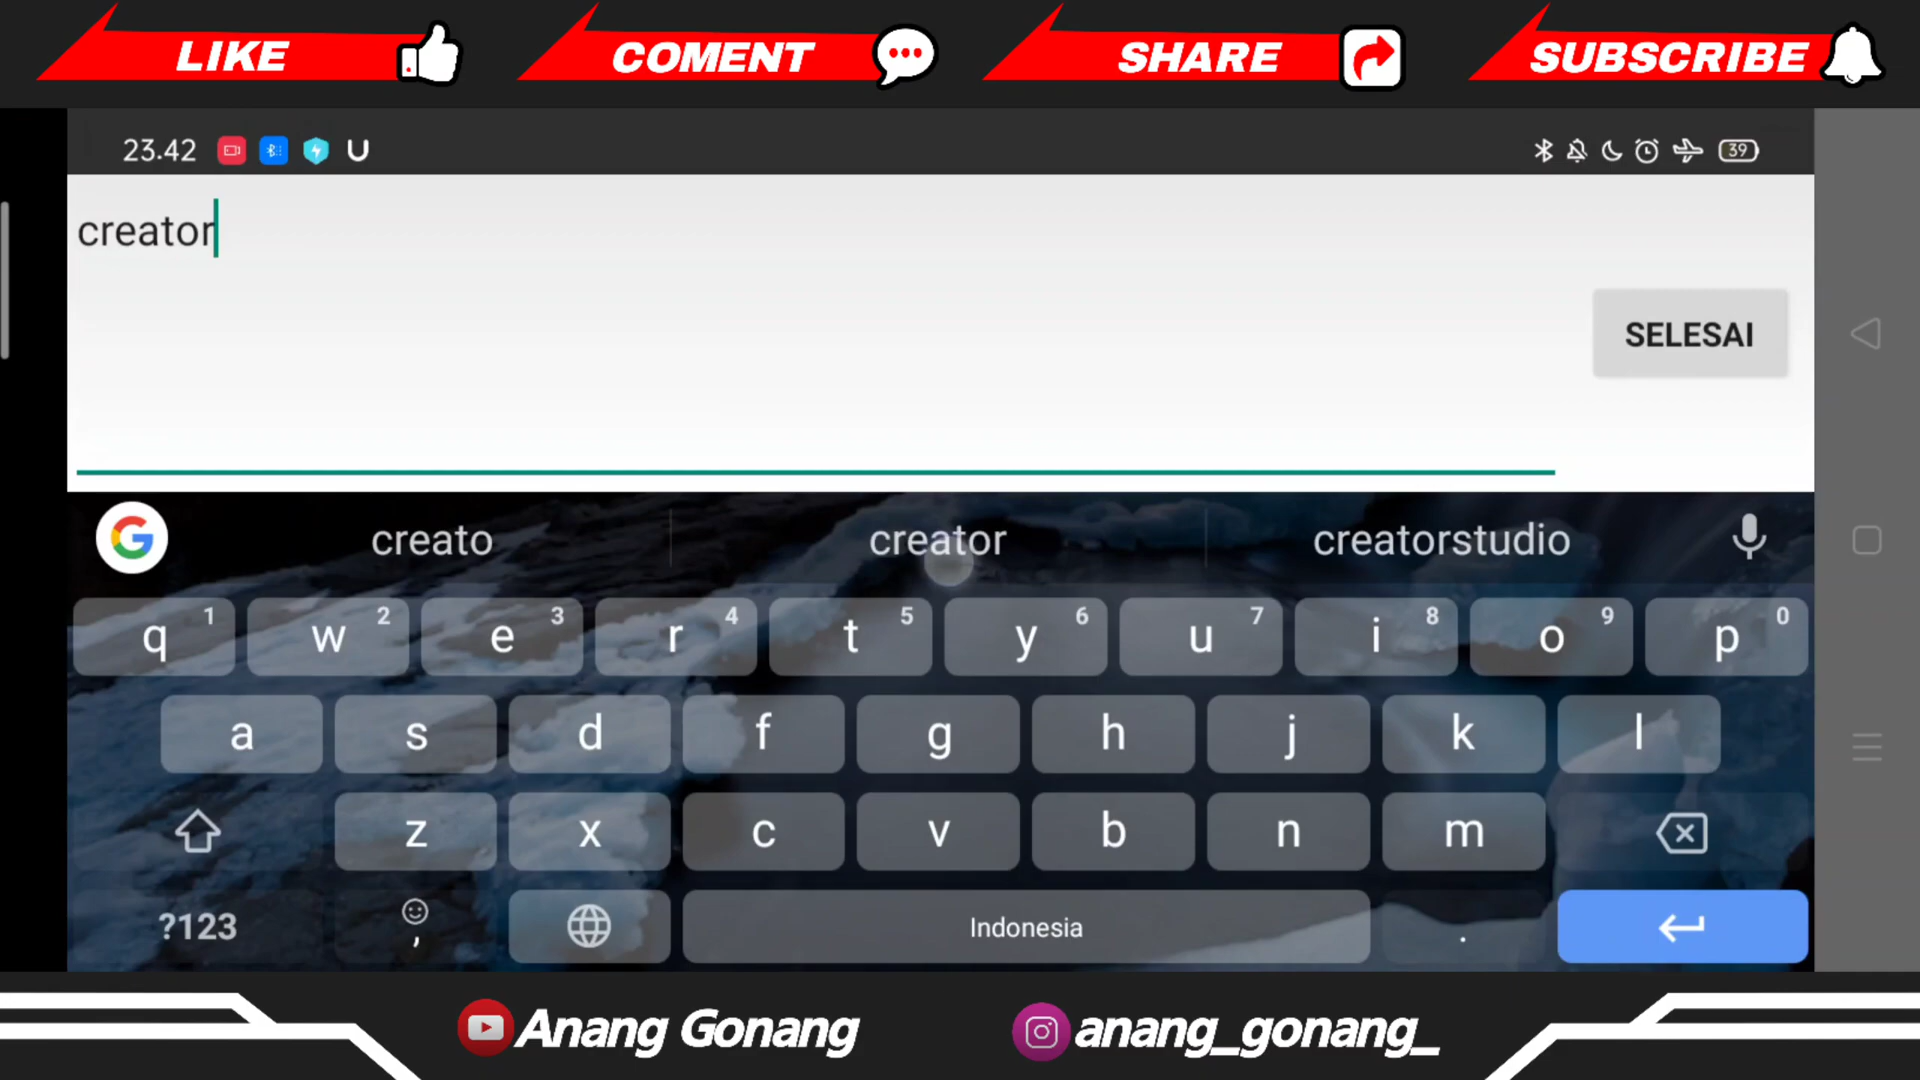 LIKE COMENT SHARE SUBSCRIBE
23.42 39
creator
SELESAI
G creato creator creatorstudio
q 1 w 2 e 3 r 4 t 5 y 6 u 7 i 8 o 9 p 0
a s d f g h j k l
z x c v b n m
?123 , Indonesia .
Anang Gonang anang_gonang_